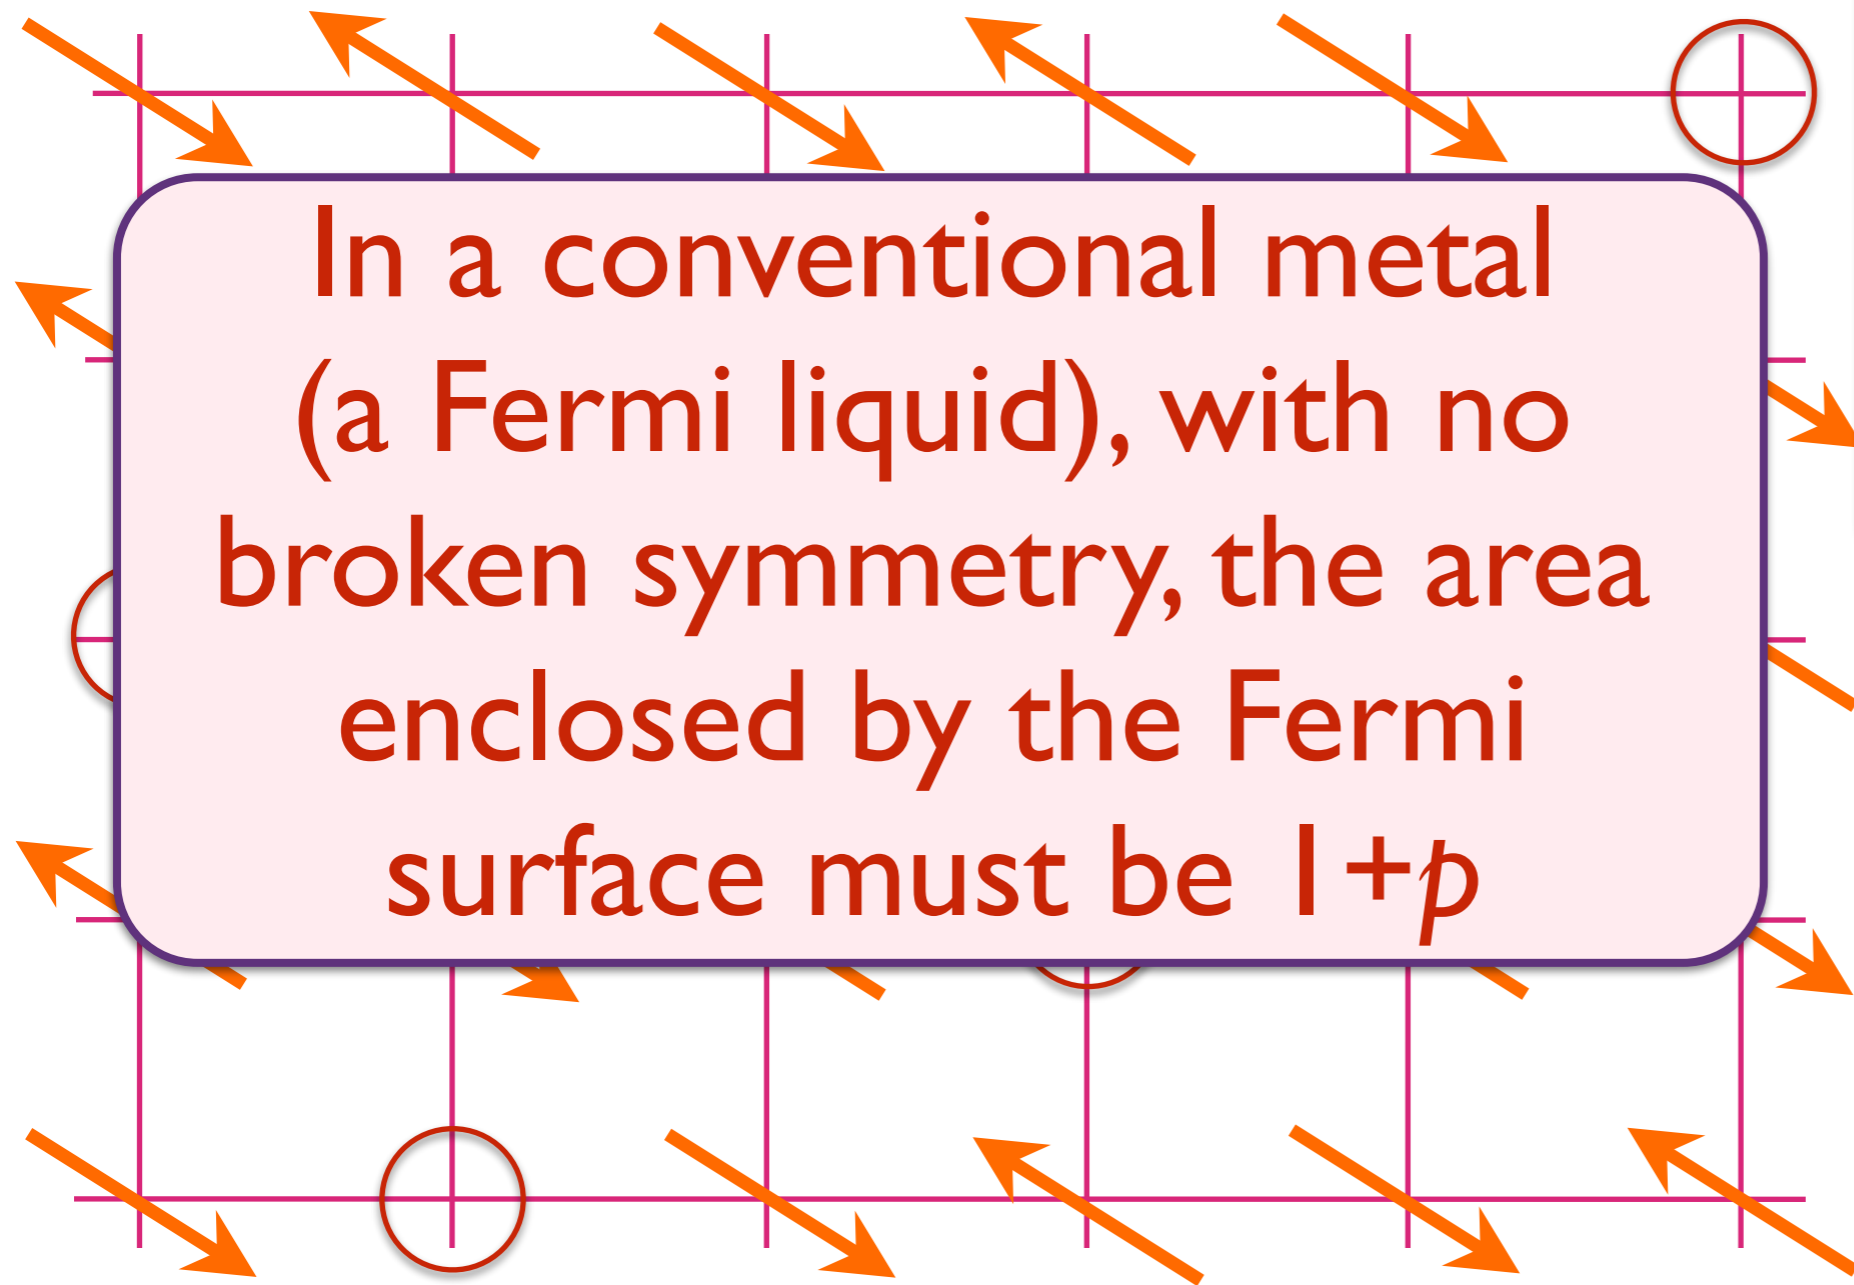 In a conventional metal
(a Fermi liquid), with no
broken symmetry, the area
enclosed by the Fermi
surface must be 1+p